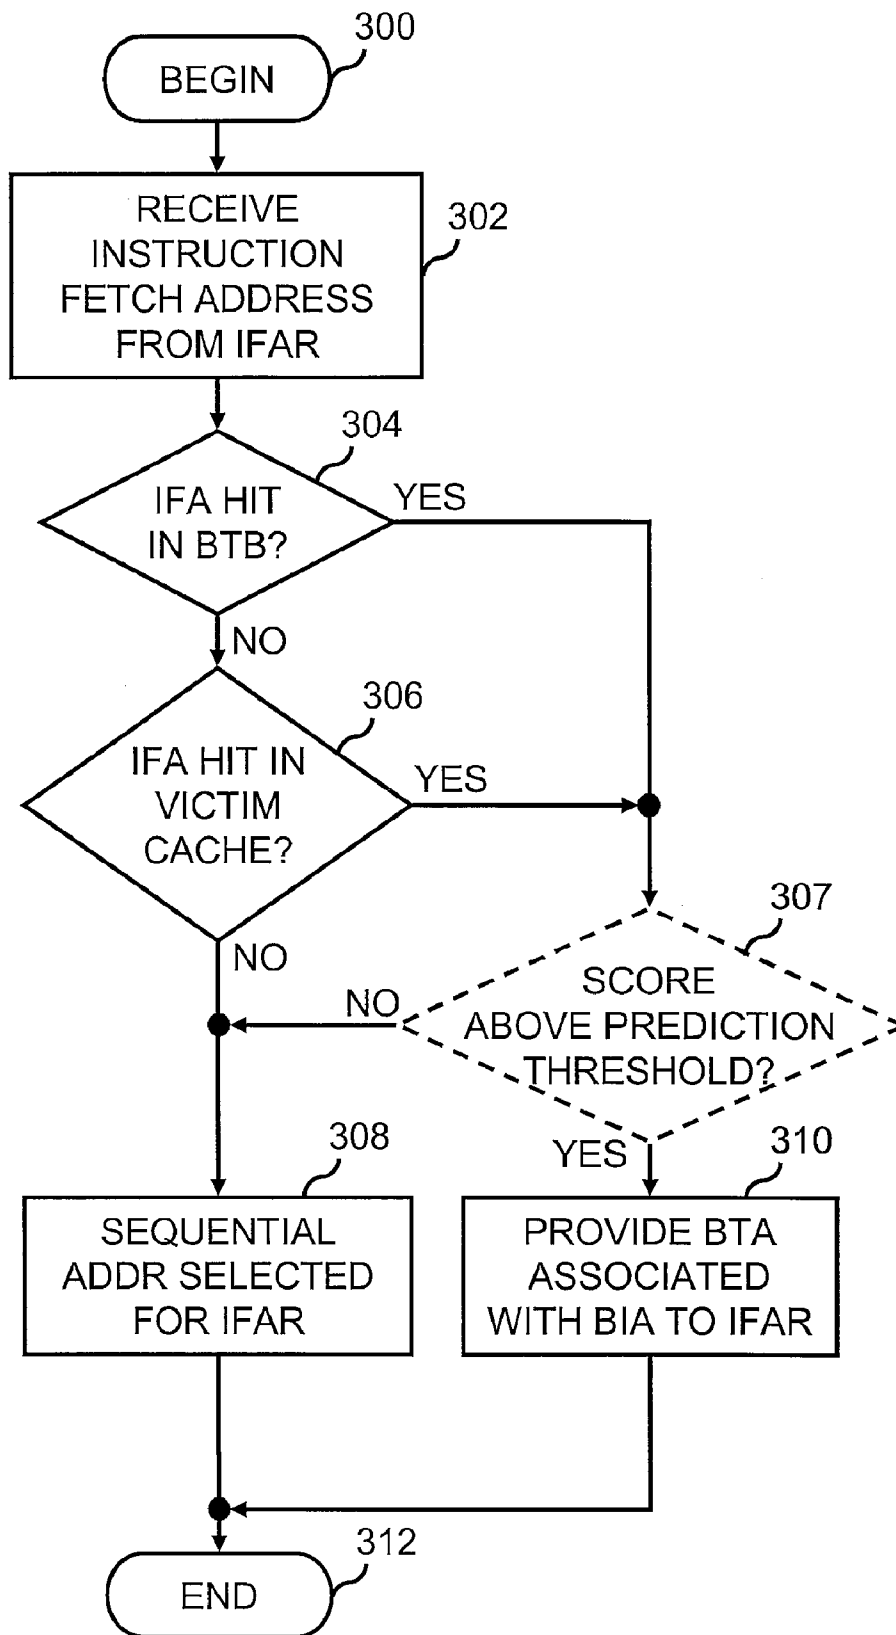 300
BEGIN
302
RECEIVE
INSTRUCTION
FETCH ADDRESS
FROM IFAR
304
IFA HIT
IN BTB?
YES
NO
306
IFA HIT IN
VICTIM
CACHE?
YES
NO
307
SCORE
ABOVE PREDICTION
THRESHOLD?
NO
YES
308
SEQUENTIAL
ADDR SELECTED
FOR IFAR
310
PROVIDE BTA
ASSOCIATED
WITH BIA TO IFAR
312
END